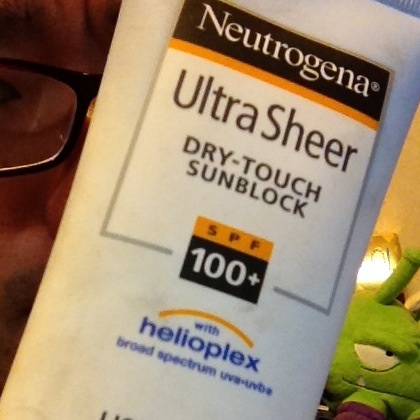 Neutrogena®
Ultra Sheer
DRY-TOUCH
SUNBLOCK
SPF
100+
with
helioplex
broad spectrum uva•uvb